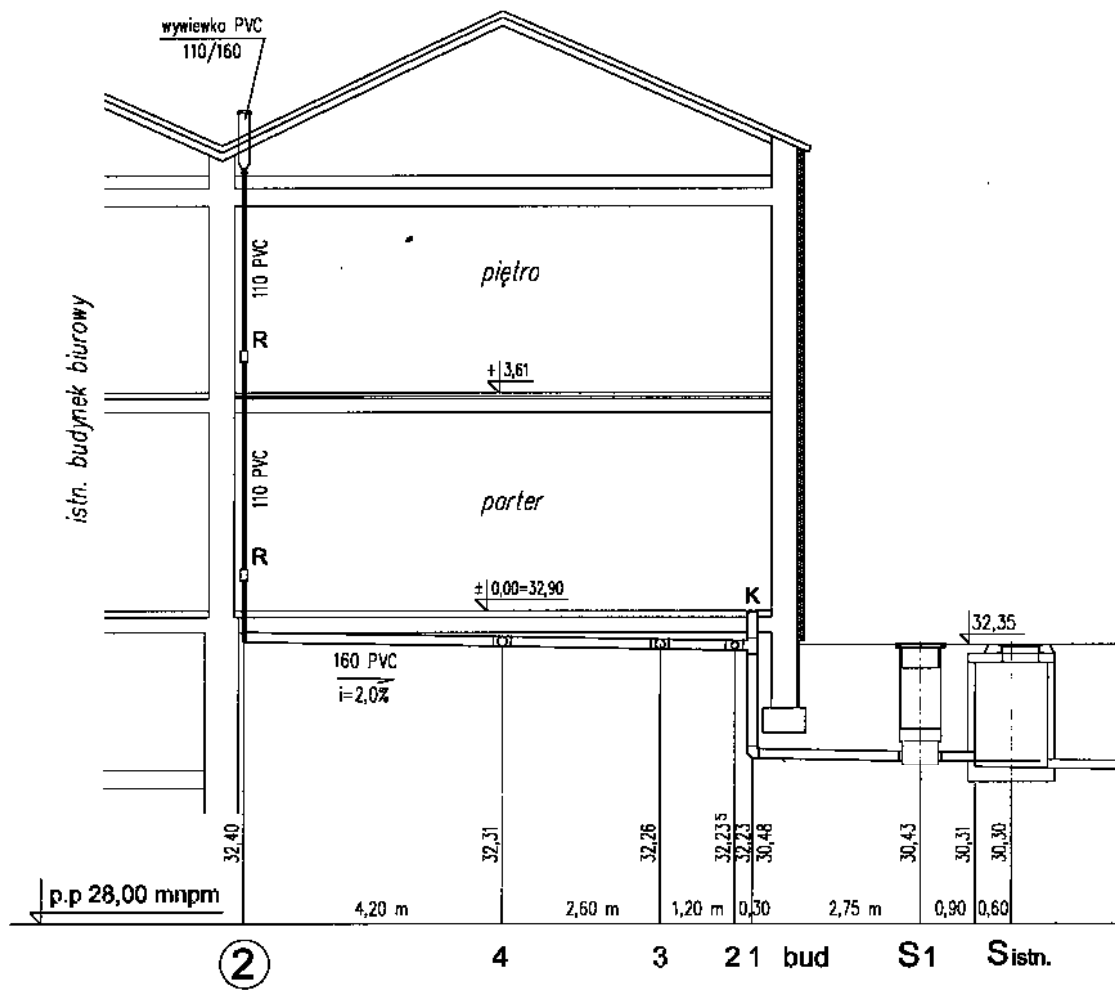 wywiewka PVC
110/160
istn. budynek biurowy
110 PVC
piętro
R
+ 3,61
110 PVC
parter
R
± 0,00=32,90
K
32,35
160 PVC
i=2,0%
32,40
32,31
32,26
32,23⁵
32,23
30,48
30,43
30,31
30,30
p.p 28,00 mnpm
4,20 m 2,60 m 1,20 m 0,30 2,75 m 0,90 0,60
2 4 3 2 1 bud S1 Sistn.